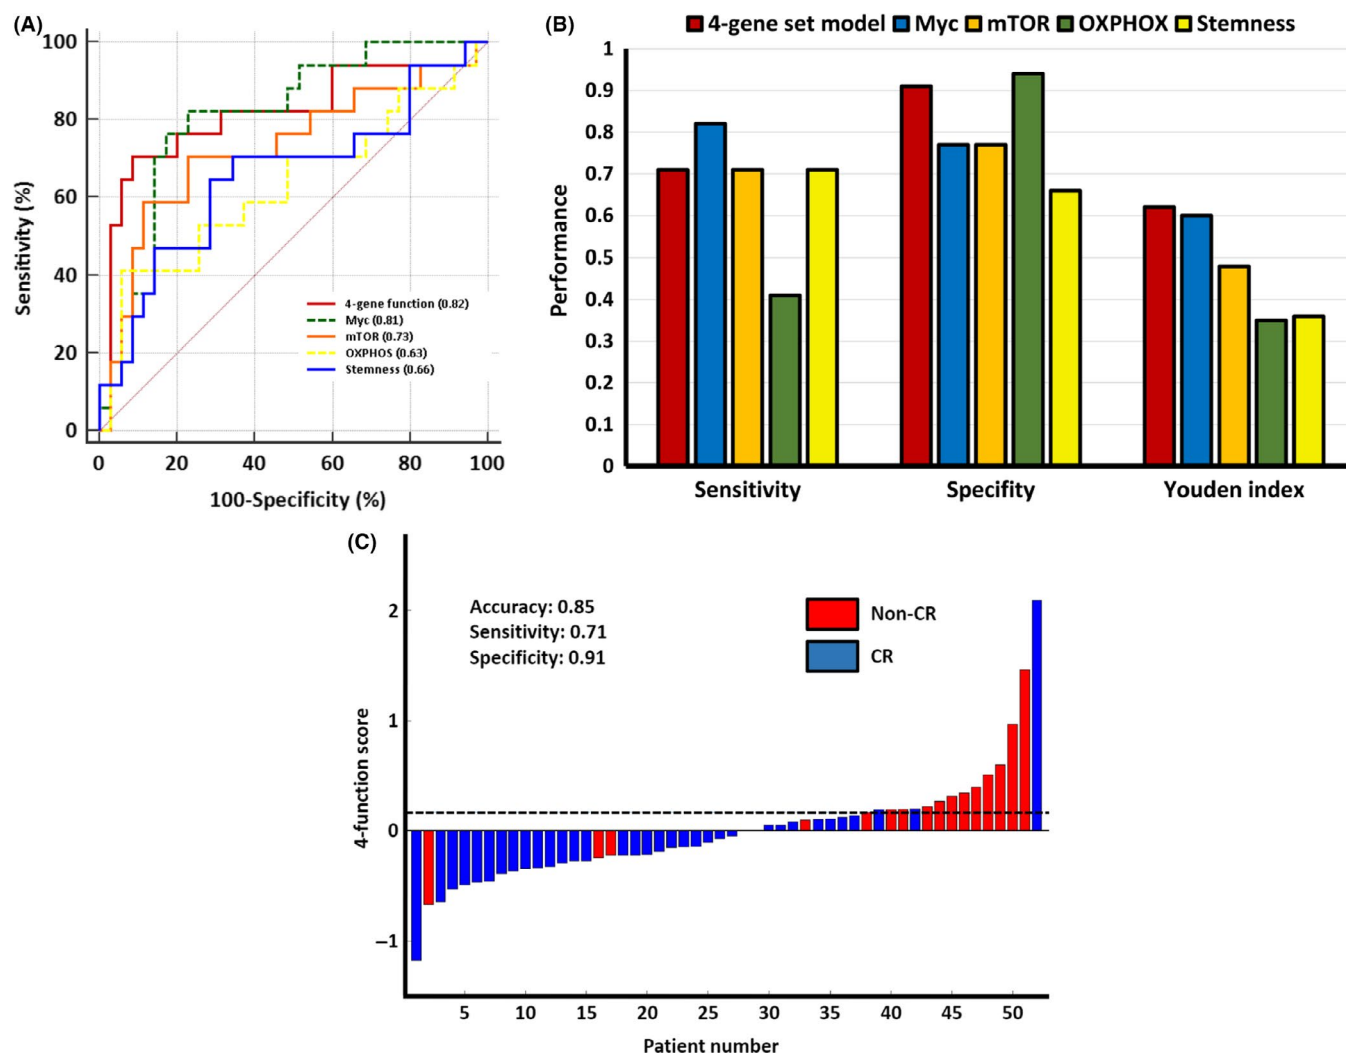 (A)
100
80
60
40
20
0
Sensitivity (%)
0 20 40 60 80 100
100-Specificity (%)
4-gene function (0.82)
Myc (0.81)
mTOR (0.73)
OXPHOS (0.63)
Stemness (0.66)
(B)
4-gene set model Myc mTOR OXPHOX Stemness
1
0.9
0.8
0.7
0.6
0.5
0.4
0.3
0.2
0.1
0
Performance
Sensitivity Specifity Youden index
(C)
Accuracy: 0.85
Sensitivity: 0.71
Specificity: 0.91
Non-CR
CR
2
1
0
−1
4-function score
5 10 15 20 25 30 35 40 45 50
Patient number